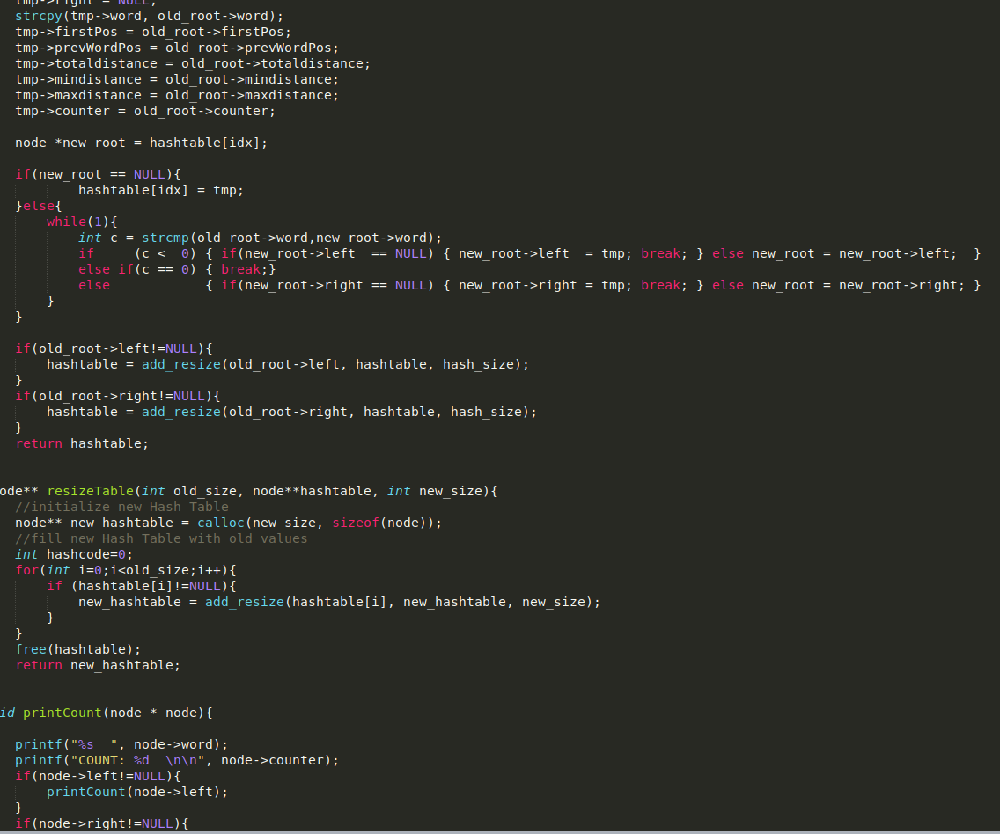 tmp->right = NULL;
strcpy(tmp->word, old_root->word);
tmp->firstPos = old_root->firstPos;
tmp->prevWordPos = old_root->prevWordPos;
tmp->totaldistance = old_root->totaldistance;
tmp->mindistance = old_root->mindistance;
tmp->maxdistance = old_root->maxdistance;
tmp->counter = old_root->counter;
node *new_root = hashtable[idx];
if(new_root == NULL){
hashtable[idx] = tmp;
}else{
while(1){
int c = strcmp(old_root->word,new_root->word);
if     (c <  0) { if(new_root->left  == NULL) { new_root->left  = tmp; break; } else new_root = new_root->left;  }
else if(c == 0) { break;}
else            { if(new_root->right == NULL) { new_root->right = tmp; break; } else new_root = new_root->right; }
}
}
if(old_root->left!=NULL){
hashtable = add_resize(old_root->left, hashtable, hash_size);
}
if(old_root->right!=NULL){
hashtable = add_resize(old_root->right, hashtable, hash_size);
}
return hashtable;
ode** resizeTable(int old_size, node**hashtable, int new_size){
//initialize new Hash Table
node** new_hashtable = calloc(new_size, sizeof(node));
//fill new Hash Table with old values
int hashcode=0;
for(int i=0;i<old_size;i++){
if (hashtable[i]!=NULL){
new_hashtable = add_resize(hashtable[i], new_hashtable, new_size);
}
}
free(hashtable);
return new_hashtable;
id printCount(node * node){
printf("%s  ", node->word);
printf("COUNT: %d  \n\n", node->counter);
if(node->left!=NULL){
printCount(node->left);
}
if(node->right!=NULL){